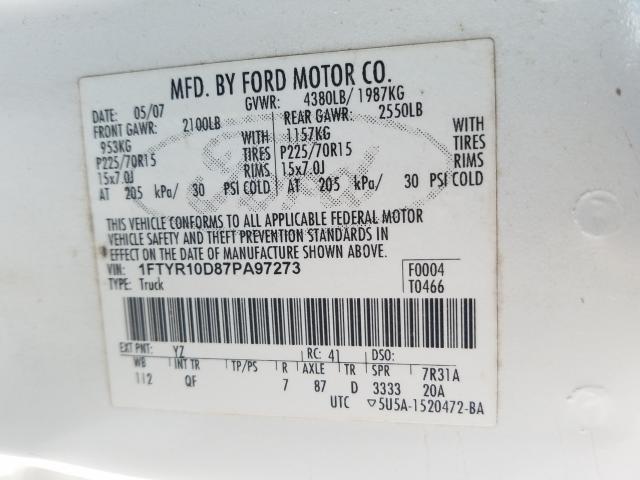 MFD. BY FORD MOTOR CO.
DATE: 05/07 GVWR: 4380LB/ 1987KG
FRONT GAWR: 2100LB REAR GAWR: 2550LB
953KG WITH 1157KG WITH
P225/70R15 TIRES P225/70R15 TIRES
15x7.0J RIMS 15x7.0J RIMS
AT 205 kPa/ 30 PSI COLD AT 205 kPa/ 30 PSI COLD
THIS VEHICLE CONFORMS TO ALL APPLICABLE FEDERAL MOTOR
VEHICLE SAFETY AND THEFT PREVENTION STANDARDS IN
EFFECT ON THE DATE OF MANUFACTURE SHOWN ABOVE.
VIN: 1FTYR10D87PA97273 F0004
TYPE: Truck T0466
EXT PNT: YZ RC: 41 DSO:
WB INT TR TP/PS R AXLE TR SPR 7R31A
112 QF 7 87 D 3333 20A
UTC ▽5U5A-1520472-BA
Ford